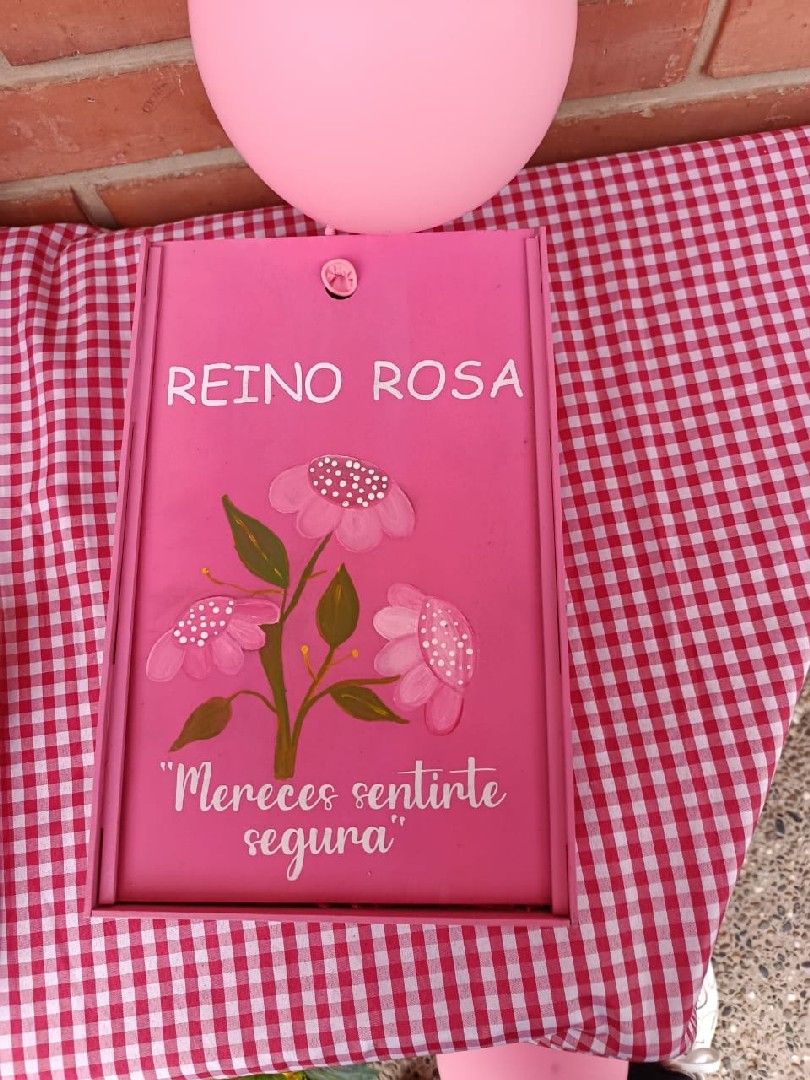 REINO ROSA
"Mereces sentirte
segura"